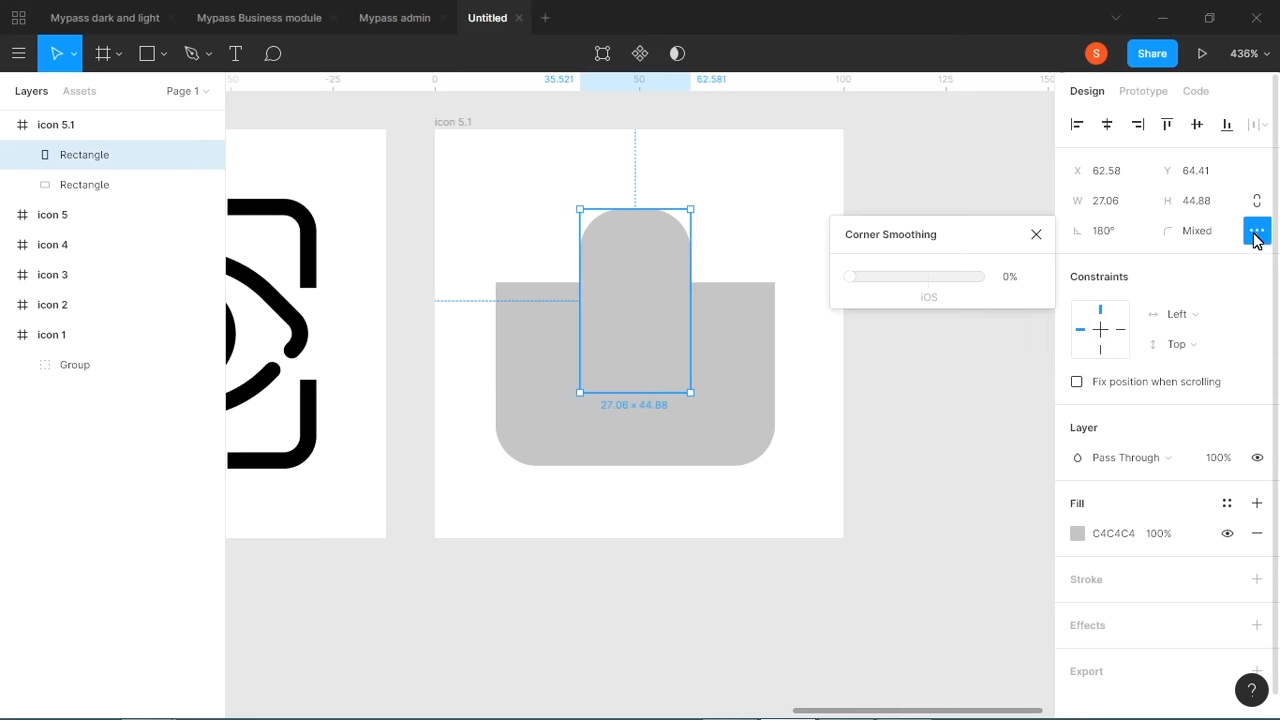 Mypass dark and light
Mypass Business module
Mypass admin
Untitled
S
Share
436%
Layers
Assets
Page 1
icon 5.1
Rectangle
Rectangle
icon 5
icon 4
icon 3
icon 2
icon 1
Group
50
-25
0
35.521
50
62.581
100
125
150
icon 5.1
27.06 × 44.88
Corner Smoothing
0%
iOS
Design
Prototype
Code
X 62.58
Y 64.41
W 27.06
H 44.88
180°
Mixed
Constraints
Left
Top
Fix position when scrolling
Layer
Pass Through
100%
Fill
C4C4C4 100%
Stroke
Effects
Export
?